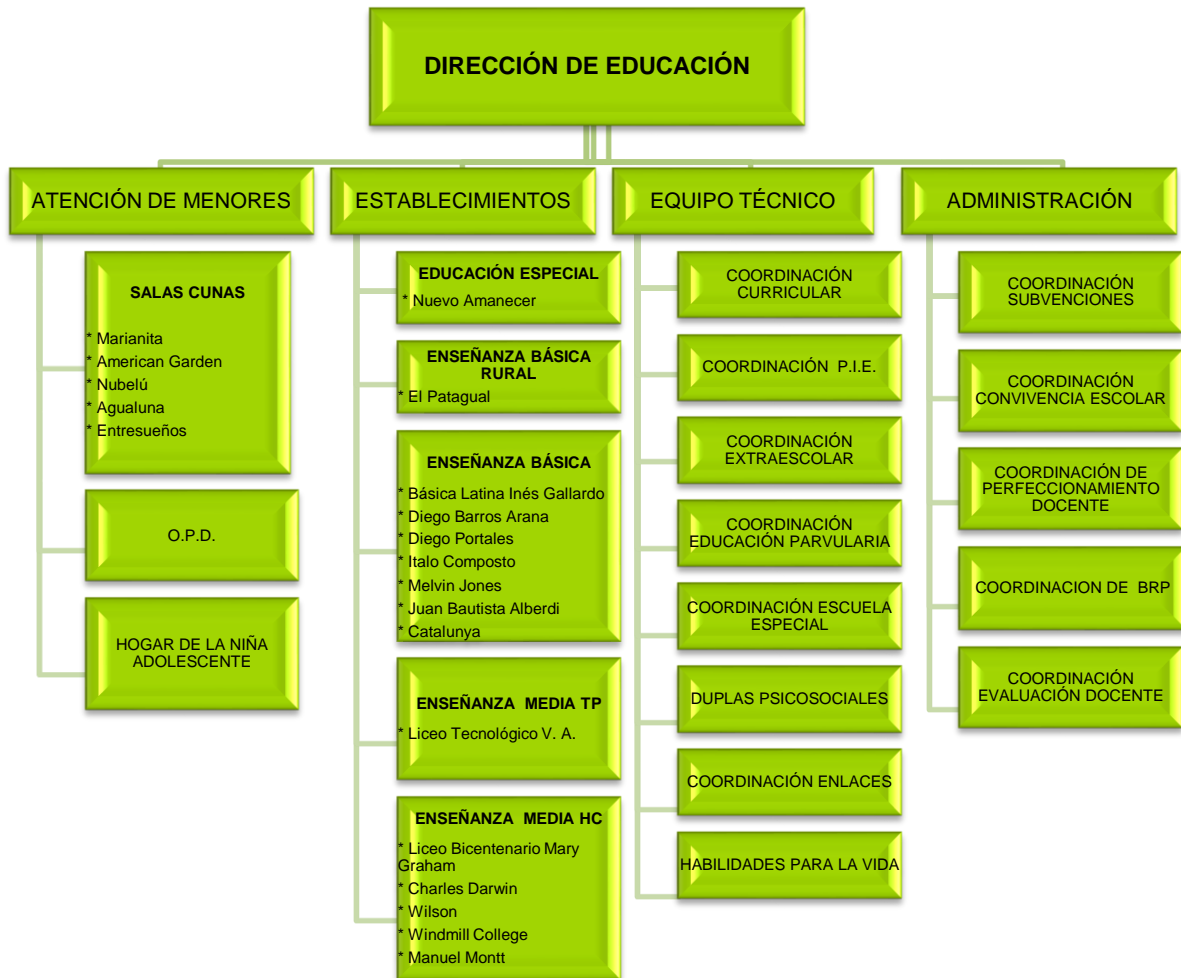 DIRECCIÓN DE EDUCACIÓN
ATENCIÓN DE MENORES
SALAS CUNAS
* Marianita
* American Garden
* Nubelú
* Agualuna
* Entresueños
O.P.D.
HOGAR DE LA NIÑA
ADOLESCENTE
ESTABLECIMIENTOS
EDUCACIÓN ESPECIAL
* Nuevo Amanecer
ENSEÑANZA BÁSICA
RURAL
* El Patagual
ENSEÑANZA BÁSICA
* Básica Latina Inés Gallardo
* Diego Barros Arana
* Diego Portales
* Italo Composto
* Melvin Jones
* Juan Bautista Alberdi
* Catalunya
ENSEÑANZA MEDIA TP
* Liceo Tecnológico V. A.
ENSEÑANZA MEDIA HC
* Liceo Bicentenario Mary
Graham
* Charles Darwin
* Wilson
* Windmill College
* Manuel Montt
EQUIPO TÉCNICO
COORDINACIÓN
CURRICULAR
COORDINACIÓN P.I.E.
COORDINACIÓN
EXTRAESCOLAR
COORDINACIÓN
EDUCACIÓN PARVULARIA
COORDINACIÓN ESCUELA
ESPECIAL
DUPLAS PSICOSOCIALES
COORDINACIÓN ENLACES
HABILIDADES PARA LA VIDA
ADMINISTRACIÓN
COORDINACIÓN
SUBVENCIONES
COORDINACIÓN
CONVIVENCIA ESCOLAR
COORDINACIÓN DE
PERFECCIONAMIENTO
DOCENTE
COORDINACION DE BRP
COORDINACIÓN
EVALUACIÓN DOCENTE